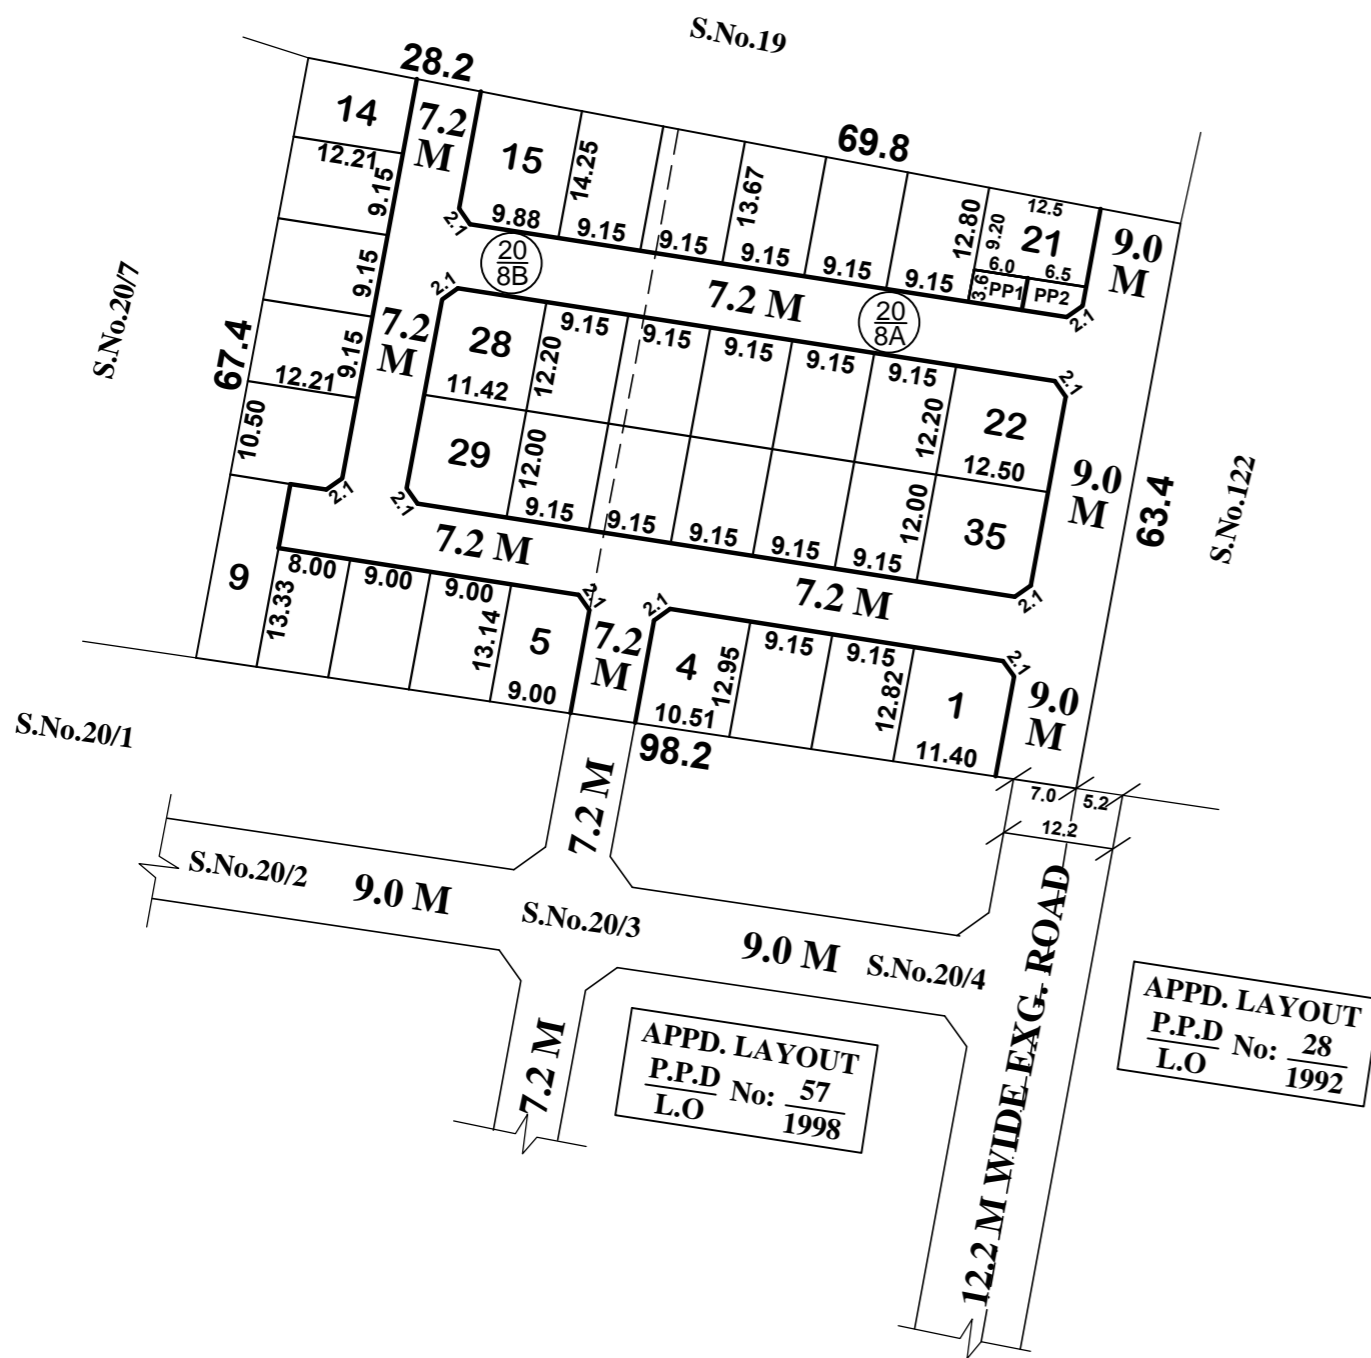 S.No.19
28.2
69.8
14
7.2
M
15
14.25
13.67
12.80
9.20
12.5
21
9.0
M
12.21
9.15
2.1
9.88
9.15
9.15
9.15
9.15
9.15
6.0
6.5
3.6
PP1
PP2
2.1
20
8B
20
8A
7.2 M
S.No.20/7
67.4
9.15
2.1
7.2
M
28
9.15
9.15
9.15
9.15
9.15
2.1
12.20
12.20
22
9.15
12.21
11.42
12.50
10.50
29
12.00
12.00
35
9.0
M
63.4
S.No.122
2.1
2.1
9.15
9.15
9.15
9.15
9.15
2.1
7.2 M
7.2 M
9
13.33
8.00
9.00
9.00
13.14
5
9.00
2.1
7.2
M
2.1
4
12.95
10.51
9.15
9.15
12.82
1
11.40
2.1
9.0
M
98.2
S.No.20/1
7.2 M
7.0
5.2
12.2
S.No.20/2
9.0 M
S.No.20/3
9.0 M
S.No.20/4
12.2 M WIDE EXG. ROAD
7.2 M
APPD. LAYOUT
P.P.D No: 57
L.O 1998
APPD. LAYOUT
P.P.D No: 28
L.O 1992